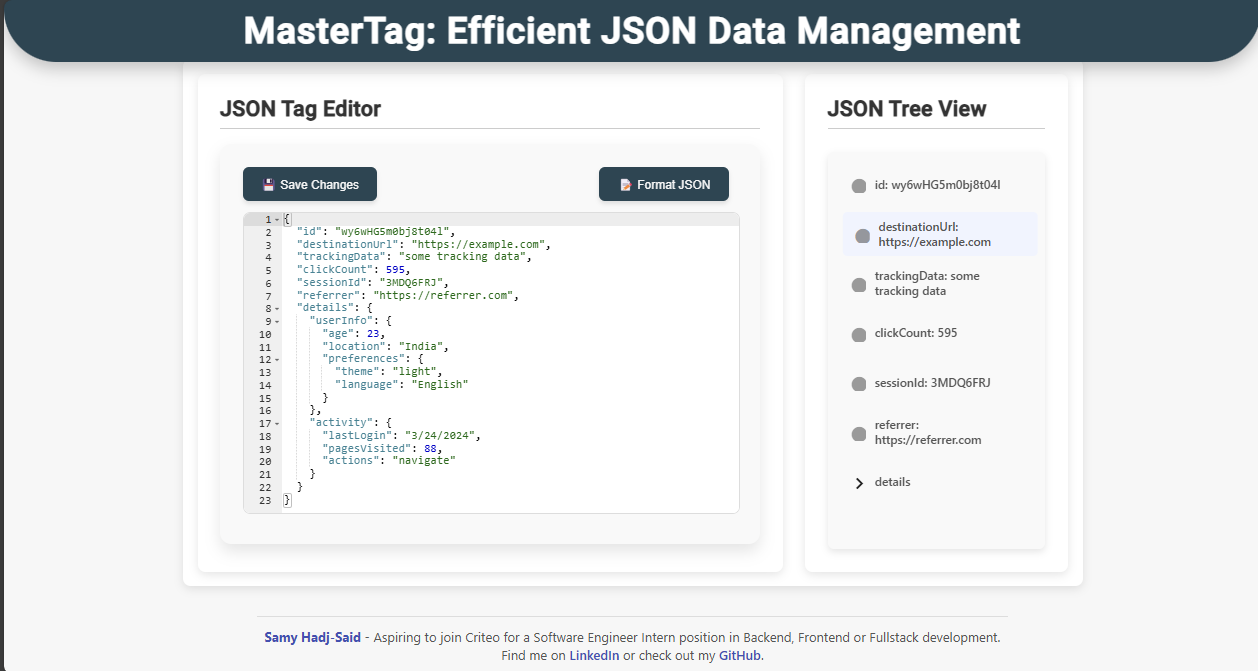 MasterTag: Efficient JSON Data Management
JSON Tag Editor
💾 Save Changes
📝 Format JSON
1 {
2 "id": "wy6wHG5m0bj8t04l",
3 "destinationUrl": "https://example.com",
4 "trackingData": "some tracking data",
5 "clickCount": 595,
6 "sessionId": "3MDQ6FRJ",
7 "referrer": "https://referrer.com",
8 "details": {
9 "userInfo": {
10 "age": 23,
11 "location": "India",
12 "preferences": {
13 "theme": "light",
14 "language": "English"
15 }
16 },
17 "activity": {
18 "lastLogin": "3/24/2024",
19 "pagesVisited": 88,
20 "actions": "navigate"
21 }
22 }
23 }
JSON Tree View
id: wy6wHG5m0bj8t04l
destinationUrl:
https://example.com
trackingData: some
tracking data
clickCount: 595
sessionId: 3MDQ6FRJ
referrer:
https://referrer.com
details
Samy Hadj-Said - Aspiring to join Criteo for a Software Engineer Intern position in Backend, Frontend or Fullstack development.
Find me on LinkedIn or check out my GitHub.